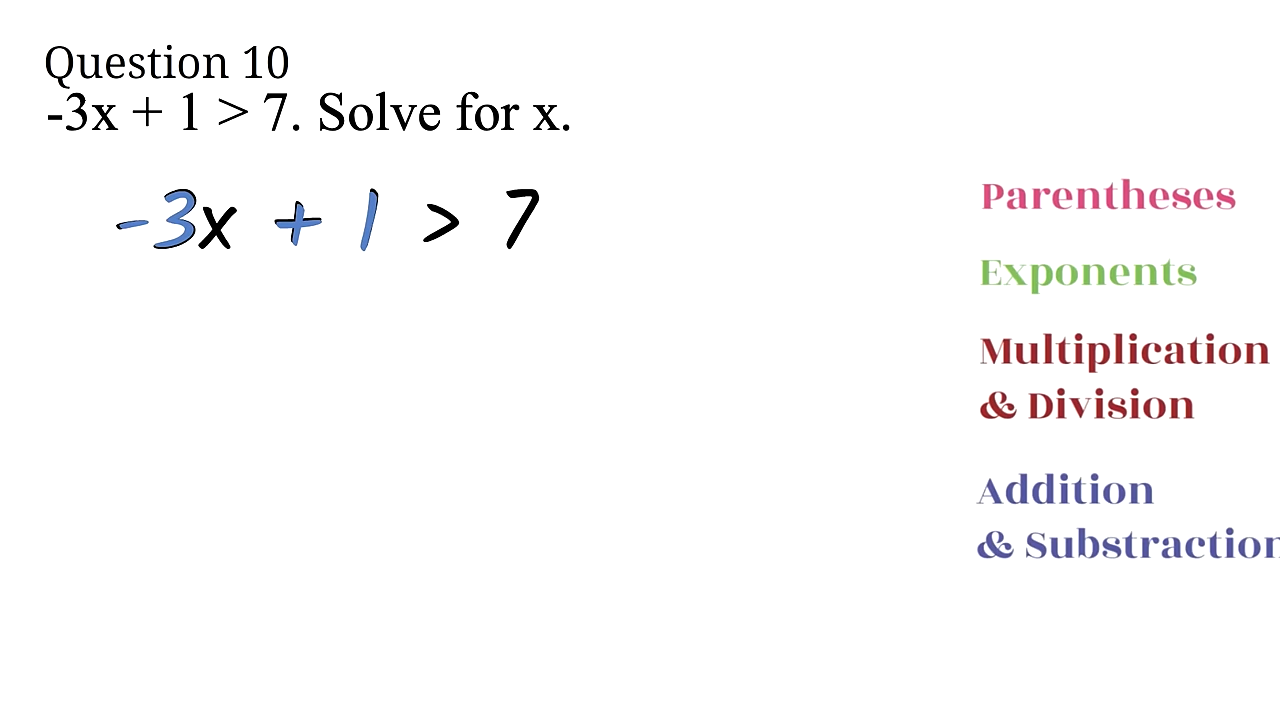 Question 10
-3x + 1 > 7. Solve for x.
-3x + 1 > 7
Parentheses
Exponents
Multiplication
& Division
Addition
& Substraction